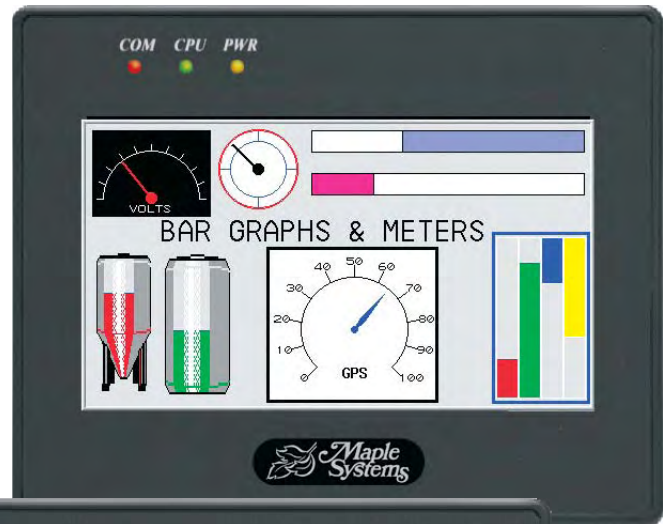 COM CPU PWR
VOLTS
BAR GRAPHS & METERS
0 10 20 30 40 50 60 70 80 90 100
GPS
Maple
Systems